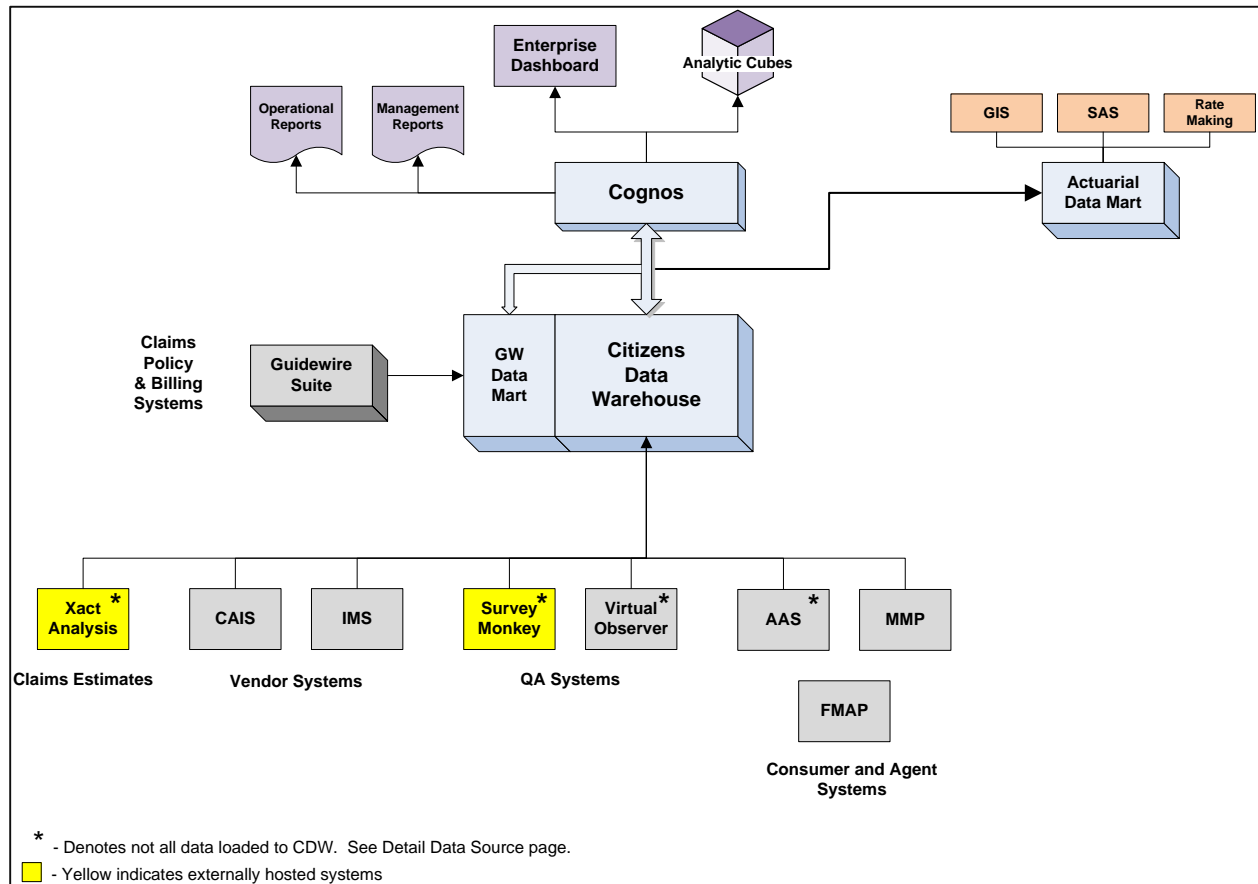 Enterprise
Dashboard
Analytic Cubes
Operational
Reports
Management
Reports
GIS
SAS
Rate
Making
Cognos
Actuarial
Data Mart
Claims
Policy
& Billing
Systems
Guidewire
Suite
GW
Data
Mart
Citizens
Data
Warehouse
Xact *
Analysis
CAIS
IMS
Survey *
Monkey
Virtual *
Observer
AAS *
MMP
Claims Estimates
Vendor Systems
QA Systems
FMAP
Consumer and Agent
Systems
* - Denotes not all data loaded to CDW. See Detail Data Source page.
- Yellow indicates externally hosted systems